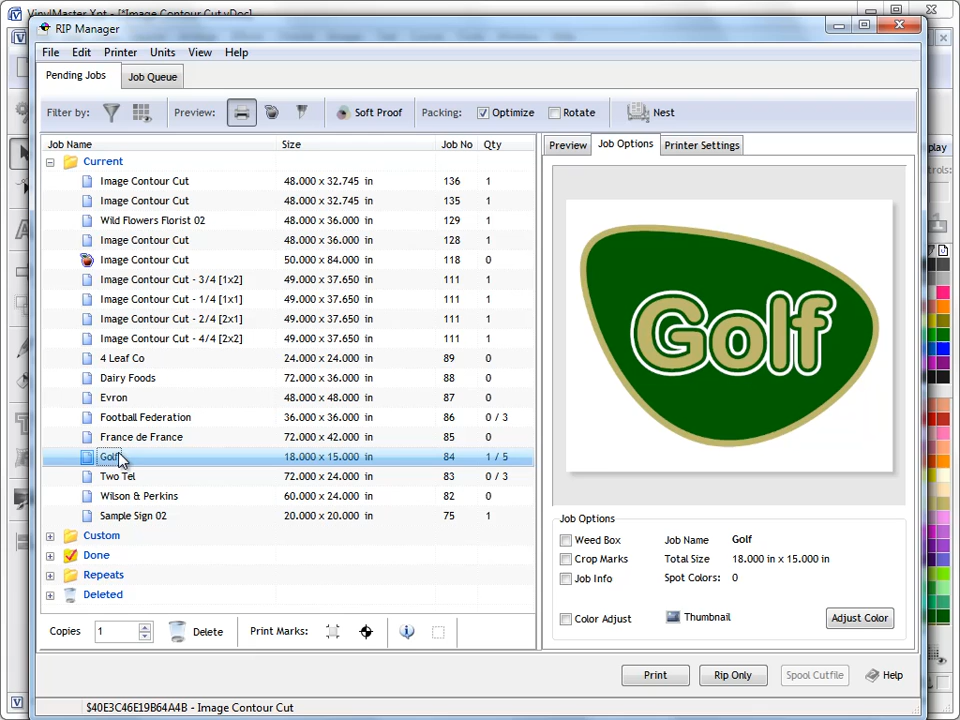 VinylMaster Xpt - [*Image Contour Cut.vDoc]
RIP Manager
File Edit Printer Units View Help
Pending Jobs Job Queue
Filter by: Preview: Soft Proof Packing: Optimize Rotate Nest
Job Name Size Job No Qty
Current
Image Contour Cut 48.000 x 32.745 in 136 1
Image Contour Cut 48.000 x 32.745 in 135 1
Wild Flowers Florist 02 48.000 x 36.000 in 129 1
Image Contour Cut 48.000 x 36.000 in 128 1
Image Contour Cut 50.000 x 84.000 in 118 0
Image Contour Cut - 3/4 [1x2] 49.000 x 37.650 in 111 1
Image Contour Cut - 1/4 [1x1] 49.000 x 37.650 in 111 1
Image Contour Cut - 2/4 [2x1] 49.000 x 37.650 in 111 1
Image Contour Cut - 4/4 [2x2] 49.000 x 37.650 in 111 1
4 Leaf Co 24.000 x 24.000 in 89 0
Dairy Foods 72.000 x 36.000 in 88 0
Evron 48.000 x 48.000 in 87 0
Football Federation 36.000 x 36.000 in 86 0 / 3
France de France 72.000 x 42.000 in 85 0
Golf 18.000 x 15.000 in 84 1 / 5
Two Tel 72.000 x 24.000 in 83 0 / 3
Wilson & Perkins 60.000 x 24.000 in 82 0
Sample Sign 02 20.000 x 20.000 in 75 1
Custom
Done
Repeats
Deleted
Copies 1 Delete Print Marks:
Preview Job Options Printer Settings
Golf
Job Options
Weed Box Job Name Golf
Crop Marks Total Size 18.000 in x 15.000 in
Job Info Spot Colors: 0
Color Adjust Thumbnail Adjust Color
Print Rip Only Spool Cutfile Help
$40E3C46E19B64A4B - Image Contour Cut